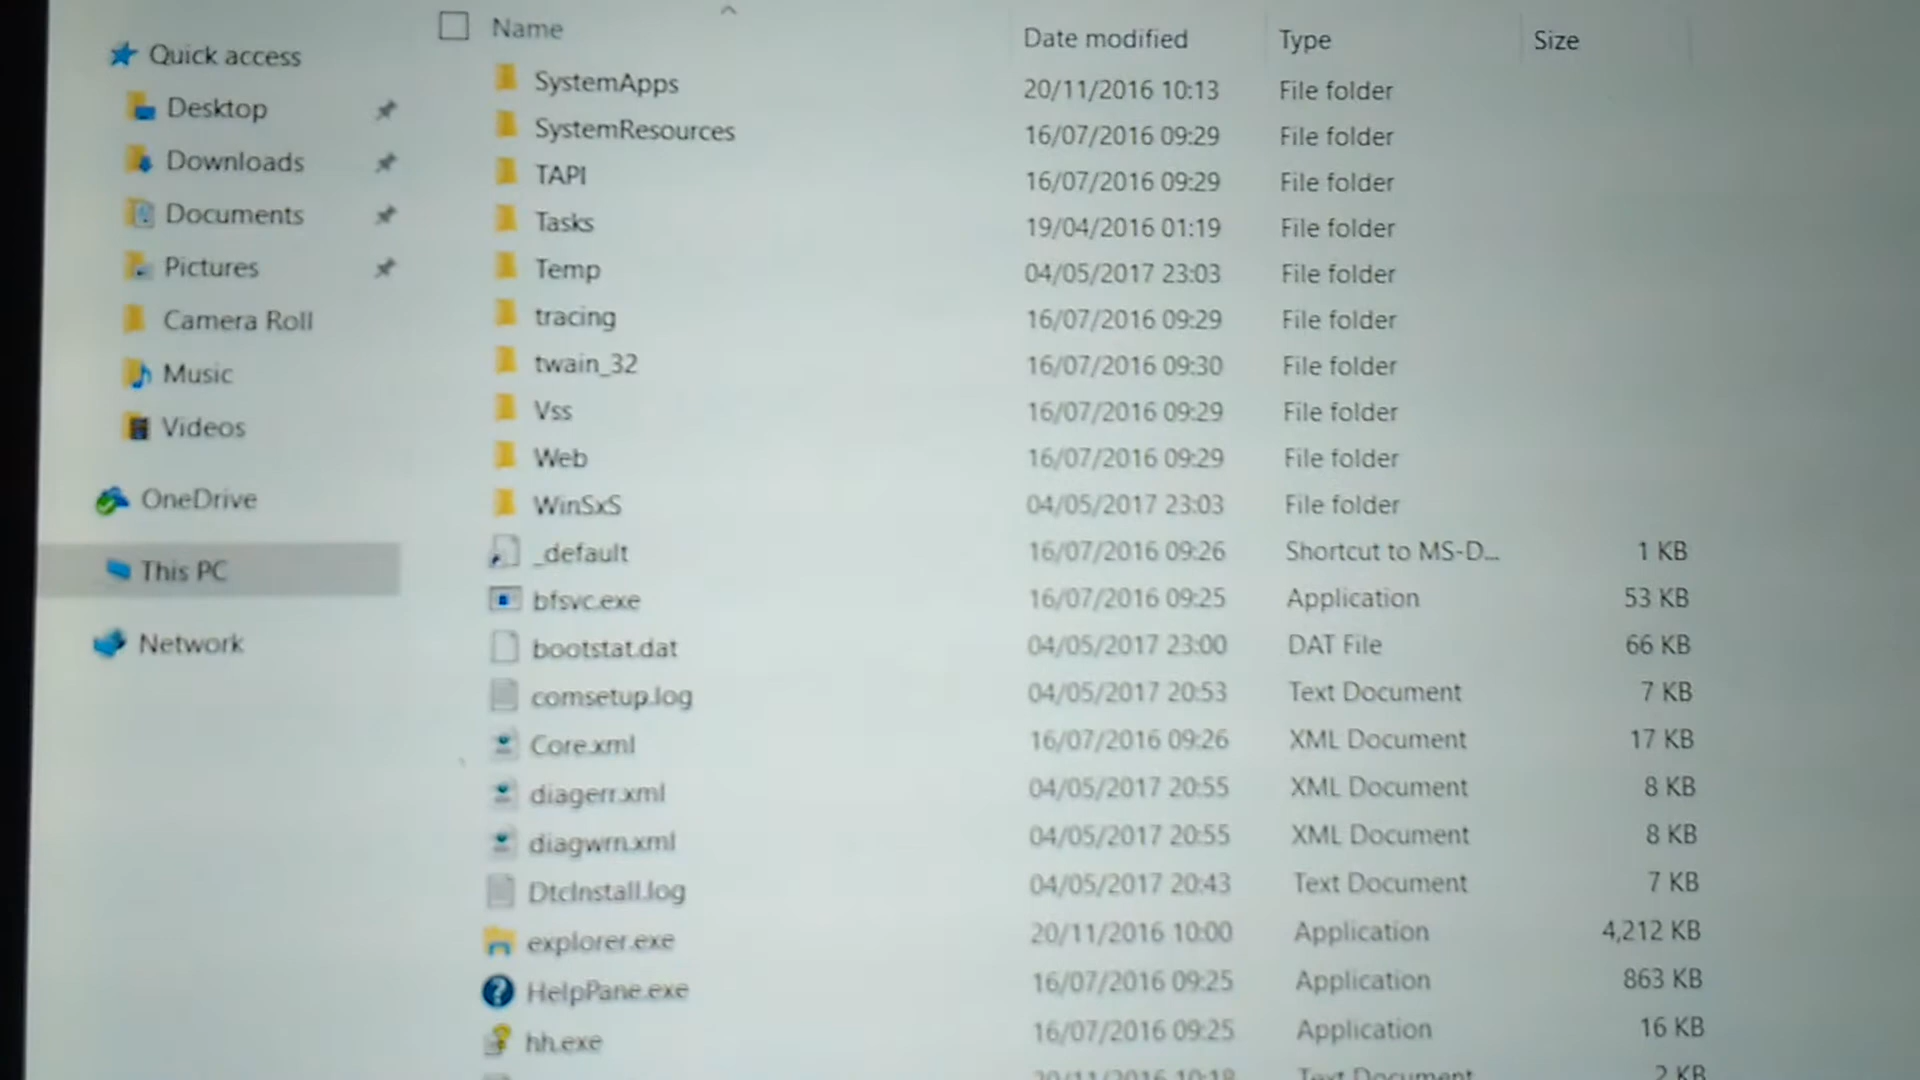 Name Date modified Type Size
Quick access
Desktop
Downloads
Documents
Pictures
Camera Roll
Music
Videos
OneDrive
This PC
Network
SystemApps 20/11/2016 10:13 File folder
SystemResources 16/07/2016 09:29 File folder
TAPI 16/07/2016 09:29 File folder
Tasks 19/04/2016 01:19 File folder
Temp 04/05/2017 23:03 File folder
tracing 16/07/2016 09:29 File folder
twain_32 16/07/2016 09:30 File folder
Vss 16/07/2016 09:29 File folder
Web 16/07/2016 09:29 File folder
WinSxS 04/05/2017 23:03 File folder
_default 16/07/2016 09:26 Shortcut to MS-D... 1 KB
bfsvc.exe 16/07/2016 09:25 Application 53 KB
bootstat.dat 04/05/2017 23:00 DAT File 66 KB
comsetup.log 04/05/2017 20:53 Text Document 7 KB
Core.xml 16/07/2016 09:26 XML Document 17 KB
diagerr.xml 04/05/2017 20:55 XML Document 8 KB
diagwrn.xml 04/05/2017 20:55 XML Document 8 KB
DtcInstall.log 04/05/2017 20:43 Text Document 7 KB
explorer.exe 20/11/2016 10:00 Application 4,212 KB
HelpPane.exe 16/07/2016 09:25 Application 863 KB
hh.exe 16/07/2016 09:25 Application 16 KB
20/11/2016 10:18 Text Document 2 KB